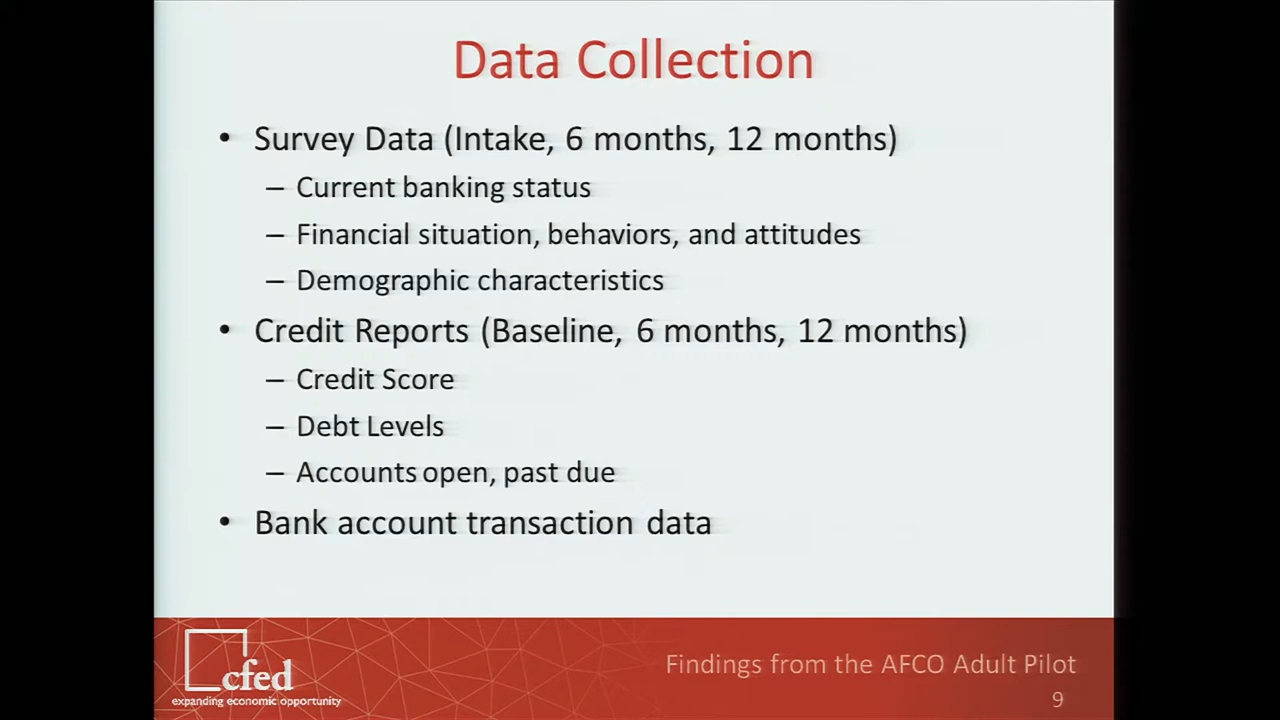 Data Collection
• Survey Data (Intake, 6 months, 12 months)
– Current banking status
– Financial situation, behaviors, and attitudes
– Demographic characteristics
• Credit Reports (Baseline, 6 months, 12 months)
– Credit Score
– Debt Levels
– Accounts open, past due
• Bank account transaction data
cfed
expanding economic opportunity
Findings from the AFCO Adult Pilot
9